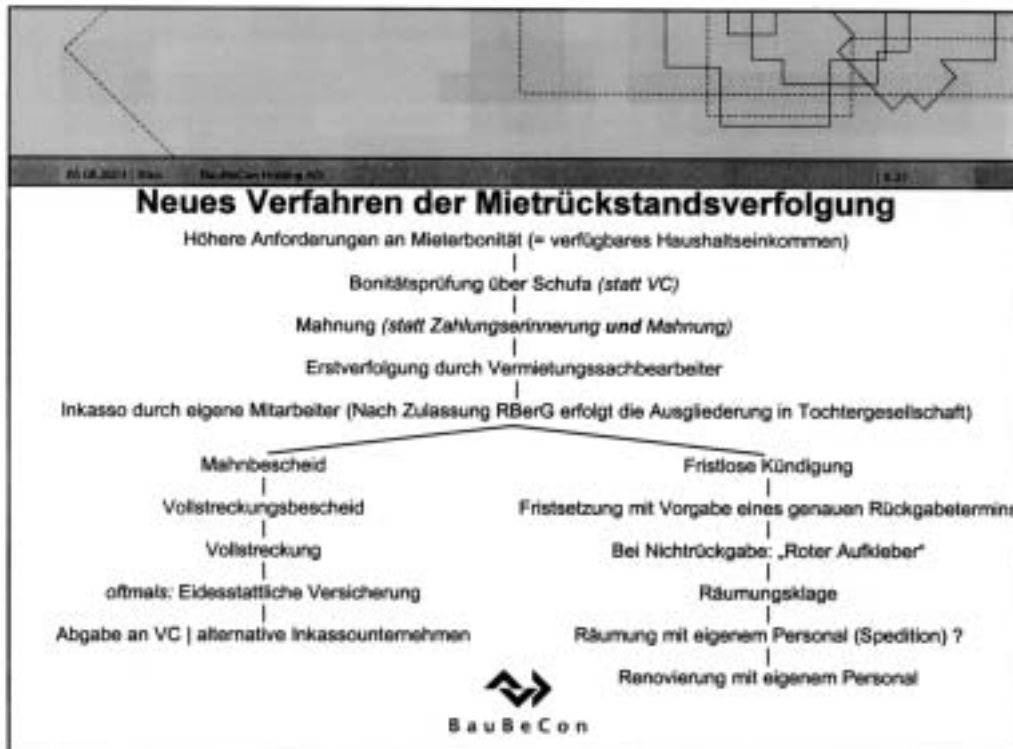 BauBeCon Holding AG
Neues Verfahren der Mietrückstandsverfolgung
Höhere Anforderungen an Mieterbonität (= verfügbares Haushaltseinkommen)
Bonitätsprüfung über Schufa (statt VC)
Mahnung (statt Zahlungserinnerung und Mahnung)
Erstverfolgung durch Vermietungssachbearbeiter
Inkasso durch eigene Mitarbeiter (Nach Zulassung RBerG erfolgt die Ausgliederung in Tochtergesellschaft)
Mahnbescheid
Vollstreckungsbescheid
Vollstreckung
oftmals: Eidesstattliche Versicherung
Abgabe an VC | alternative Inkassounternehmen
Fristlose Kündigung
Fristsetzung mit Vorgabe eines genauen Rückgabetermins
Bei Nichtrückgabe: „Roter Aufkleber“
Räumungsklage
Räumung mit eigenem Personal (Spedition) ?
Renovierung mit eigenem Personal
BauBeCon